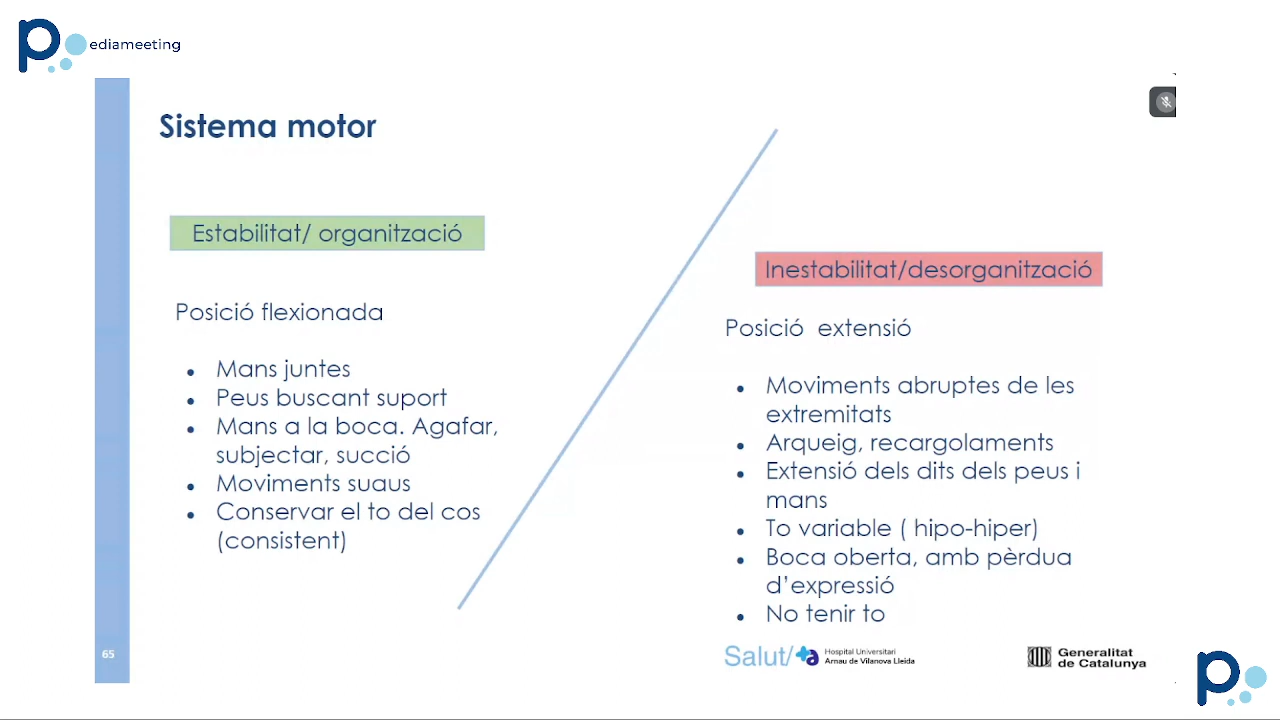 ediameeting
Sistema motor
Estabilitat/ organització
Posició flexionada
Mans juntes
Peus buscant suport
Mans a la boca. Agafar,
subjectar, succió
Moviments suaus
Conservar el to del cos
(consistent)
Inestabilitat/desorganització
Posició extensió
Moviments abruptes de les
extremitats
Arqueig, recargolaments
Extensió dels dits dels peus i
mans
To variable ( hipo-hiper)
Boca oberta, amb pèrdua
d'expressió
No tenir to
65
Salut/
Hospital Universitari
Arnau de Vilanova Lleida
Generalitat
de Catalunya